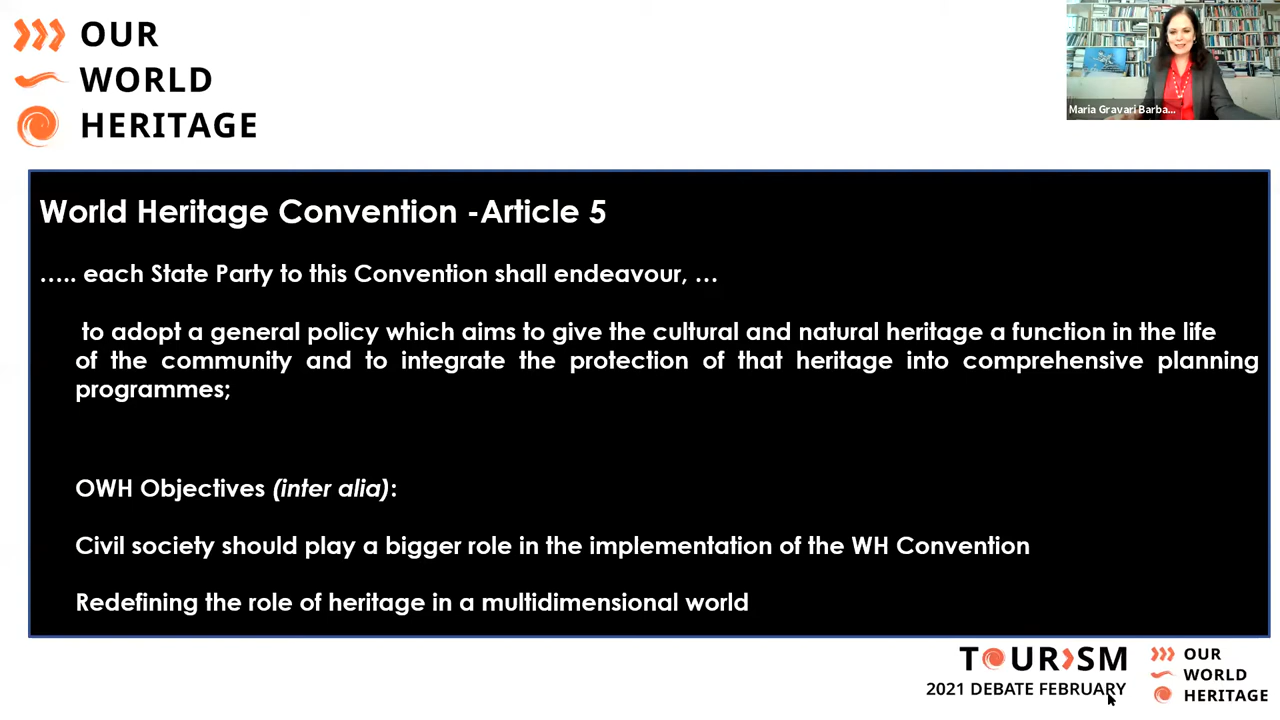 OUR
WORLD
HERITAGE
Maria Gravari Barba...
World Heritage Convention -Article 5
….. each State Party to this Convention shall endeavour, …
to adopt a general policy which aims to give the cultural and natural heritage a function in the life
of the community and to integrate the protection of that heritage into comprehensive planning
programmes;
OWH Objectives (inter alia):
Civil society should play a bigger role in the implementation of the WH Convention
Redefining the role of heritage in a multidimensional world
TOURISM
2021 DEBATE FEBRUARY
OUR
WORLD
HERITAGE